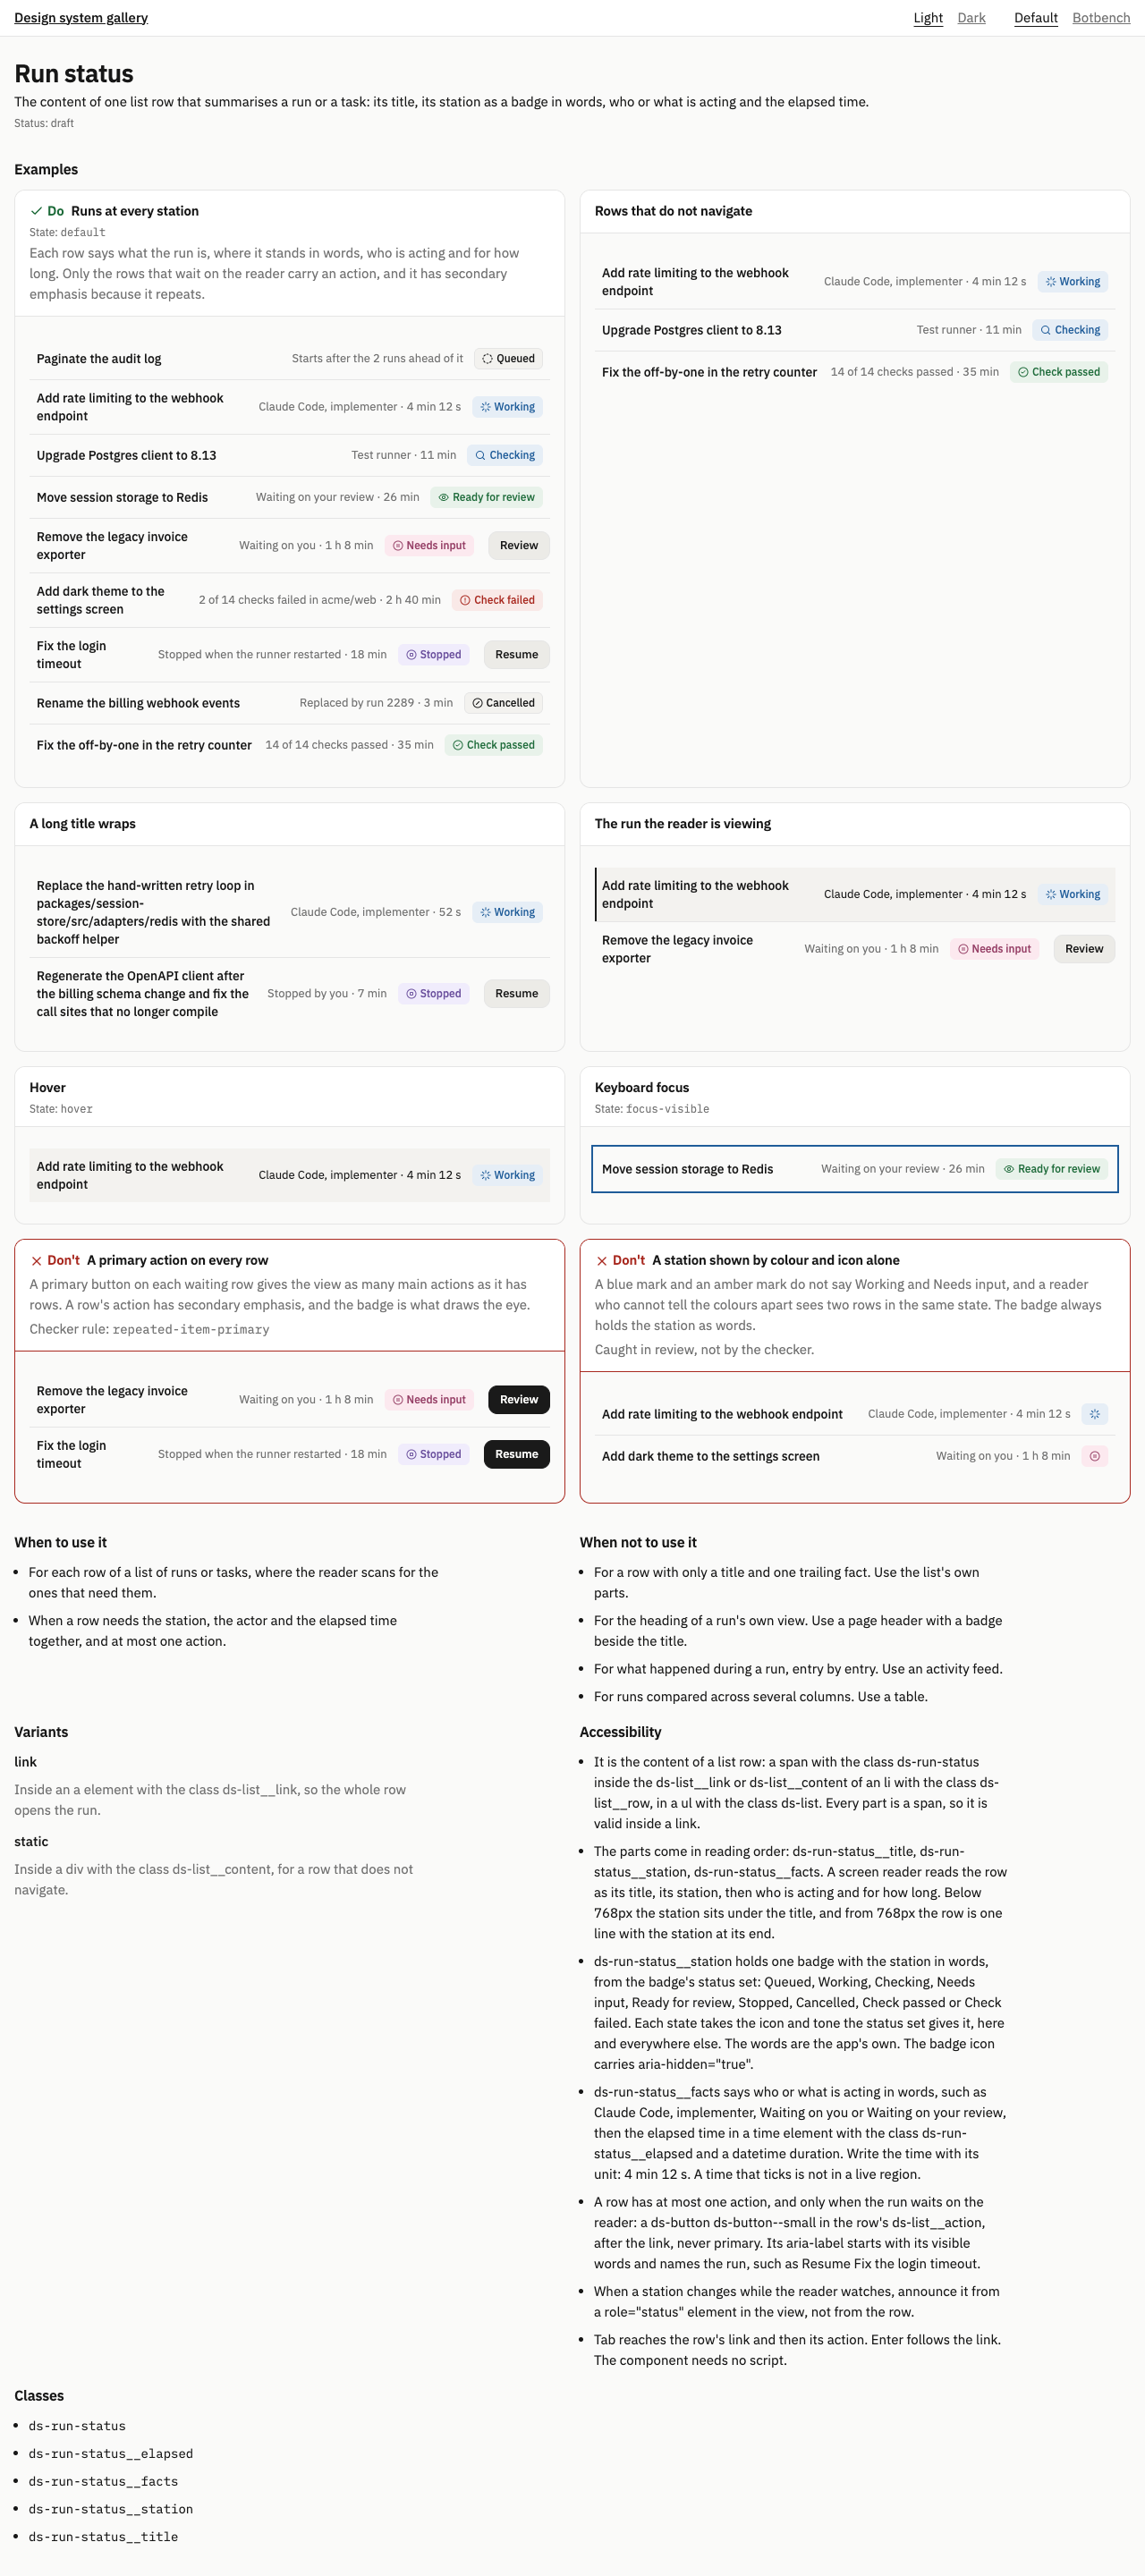 Design system gallery
Light Dark Default Botbench
Run status
The content of one list row that summarises a run or a task: its title, its station as a badge in words, who or what is acting and the elapsed time.
Status: draft
Examples
Do Runs at every station
State: default
Each row says what the run is, where it stands in words, who is acting and for how
long. Only the rows that wait on the reader carry an action, and it has secondary
emphasis because it repeats.
Paginate the audit log Starts after the 2 runs ahead of it Queued
Add rate limiting to the webhook
endpoint
Claude Code, implementer · 4 min 12 s Working
Upgrade Postgres client to 8.13 Test runner · 11 min Checking
Move session storage to Redis Waiting on your review · 26 min Ready for review
Remove the legacy invoice
exporter
Waiting on you · 1 h 8 min Needs input Review
Add dark theme to the
settings screen
2 of 14 checks failed in acme/web · 2 h 40 min Check failed
Fix the login
timeout
Stopped when the runner restarted · 18 min Stopped Resume
Rename the billing webhook events Replaced by run 2289 · 3 min Cancelled
Fix the off-by-one in the retry counter 14 of 14 checks passed · 35 min Check passed
Rows that do not navigate
Add rate limiting to the webhook
endpoint
Claude Code, implementer · 4 min 12 s Working
Upgrade Postgres client to 8.13 Test runner · 11 min Checking
Fix the off-by-one in the retry counter 14 of 14 checks passed · 35 min Check passed
A long title wraps
Replace the hand-written retry loop in
packages/session-
store/src/adapters/redis with the shared
backoff helper
Claude Code, implementer · 52 s Working
Regenerate the OpenAPI client after
the billing schema change and fix the
call sites that no longer compile
Stopped by you · 7 min Stopped Resume
The run the reader is viewing
Add rate limiting to the webhook
endpoint
Claude Code, implementer · 4 min 12 s Working
Remove the legacy invoice
exporter
Waiting on you · 1 h 8 min Needs input Review
Hover
State: hover
Add rate limiting to the webhook
endpoint
Claude Code, implementer · 4 min 12 s Working
Keyboard focus
State: focus-visible
Move session storage to Redis Waiting on your review · 26 min Ready for review
Don't A primary action on every row
A primary button on each waiting row gives the view as many main actions as it has
rows. A row's action has secondary emphasis, and the badge is what draws the eye.
Checker rule: repeated-item-primary
Remove the legacy invoice
exporter
Waiting on you · 1 h 8 min Needs input Review
Fix the login
timeout
Stopped when the runner restarted · 18 min Stopped Resume
Don't A station shown by colour and icon alone
A blue mark and an amber mark do not say Working and Needs input, and a reader
who cannot tell the colours apart sees two rows in the same state. The badge always
holds the station as words.
Caught in review, not by the checker.
Add rate limiting to the webhook endpoint Claude Code, implementer · 4 min 12 s
Add dark theme to the settings screen Waiting on you · 1 h 8 min
When to use it
For each row of a list of runs or tasks, where the reader scans for the
ones that need them.
When a row needs the station, the actor and the elapsed time
together, and at most one action.
When not to use it
For a row with only a title and one trailing fact. Use the list's own
parts.
For the heading of a run's own view. Use a page header with a badge
beside the title.
For what happened during a run, entry by entry. Use an activity feed.
For runs compared across several columns. Use a table.
Variants
link
Inside an a element with the class ds-list__link, so the whole row
opens the run.
static
Inside a div with the class ds-list__content, for a row that does not
navigate.
Accessibility
It is the content of a list row: a span with the class ds-run-status
inside the ds-list__link or ds-list__content of an li with the class ds-
list__row, in a ul with the class ds-list. Every part is a span, so it is
valid inside a link.
The parts come in reading order: ds-run-status__title, ds-run-
status__station, ds-run-status__facts. A screen reader reads the row
as its title, its station, then who is acting and for how long. Below
768px the station sits under the title, and from 768px the row is one
line with the station at its end.
ds-run-status__station holds one badge with the station in words,
from the badge's status set: Queued, Working, Checking, Needs
input, Ready for review, Stopped, Cancelled, Check passed or Check
failed. Each state takes the icon and tone the status set gives it, here
and everywhere else. The words are the app's own. The badge icon
carries aria-hidden="true".
ds-run-status__facts says who or what is acting in words, such as
Claude Code, implementer, Waiting on you or Waiting on your review,
then the elapsed time in a time element with the class ds-run-
status__elapsed and a datetime duration. Write the time with its
unit: 4 min 12 s. A time that ticks is not in a live region.
A row has at most one action, and only when the run waits on the
reader: a ds-button ds-button--small in the row's ds-list__action,
after the link, never primary. Its aria-label starts with its visible
words and names the run, such as Resume Fix the login timeout.
When a station changes while the reader watches, announce it from
a role="status" element in the view, not from the row.
Tab reaches the row's link and then its action. Enter follows the link.
The component needs no script.
Classes
ds-run-status
ds-run-status__elapsed
ds-run-status__facts
ds-run-status__station
ds-run-status__title